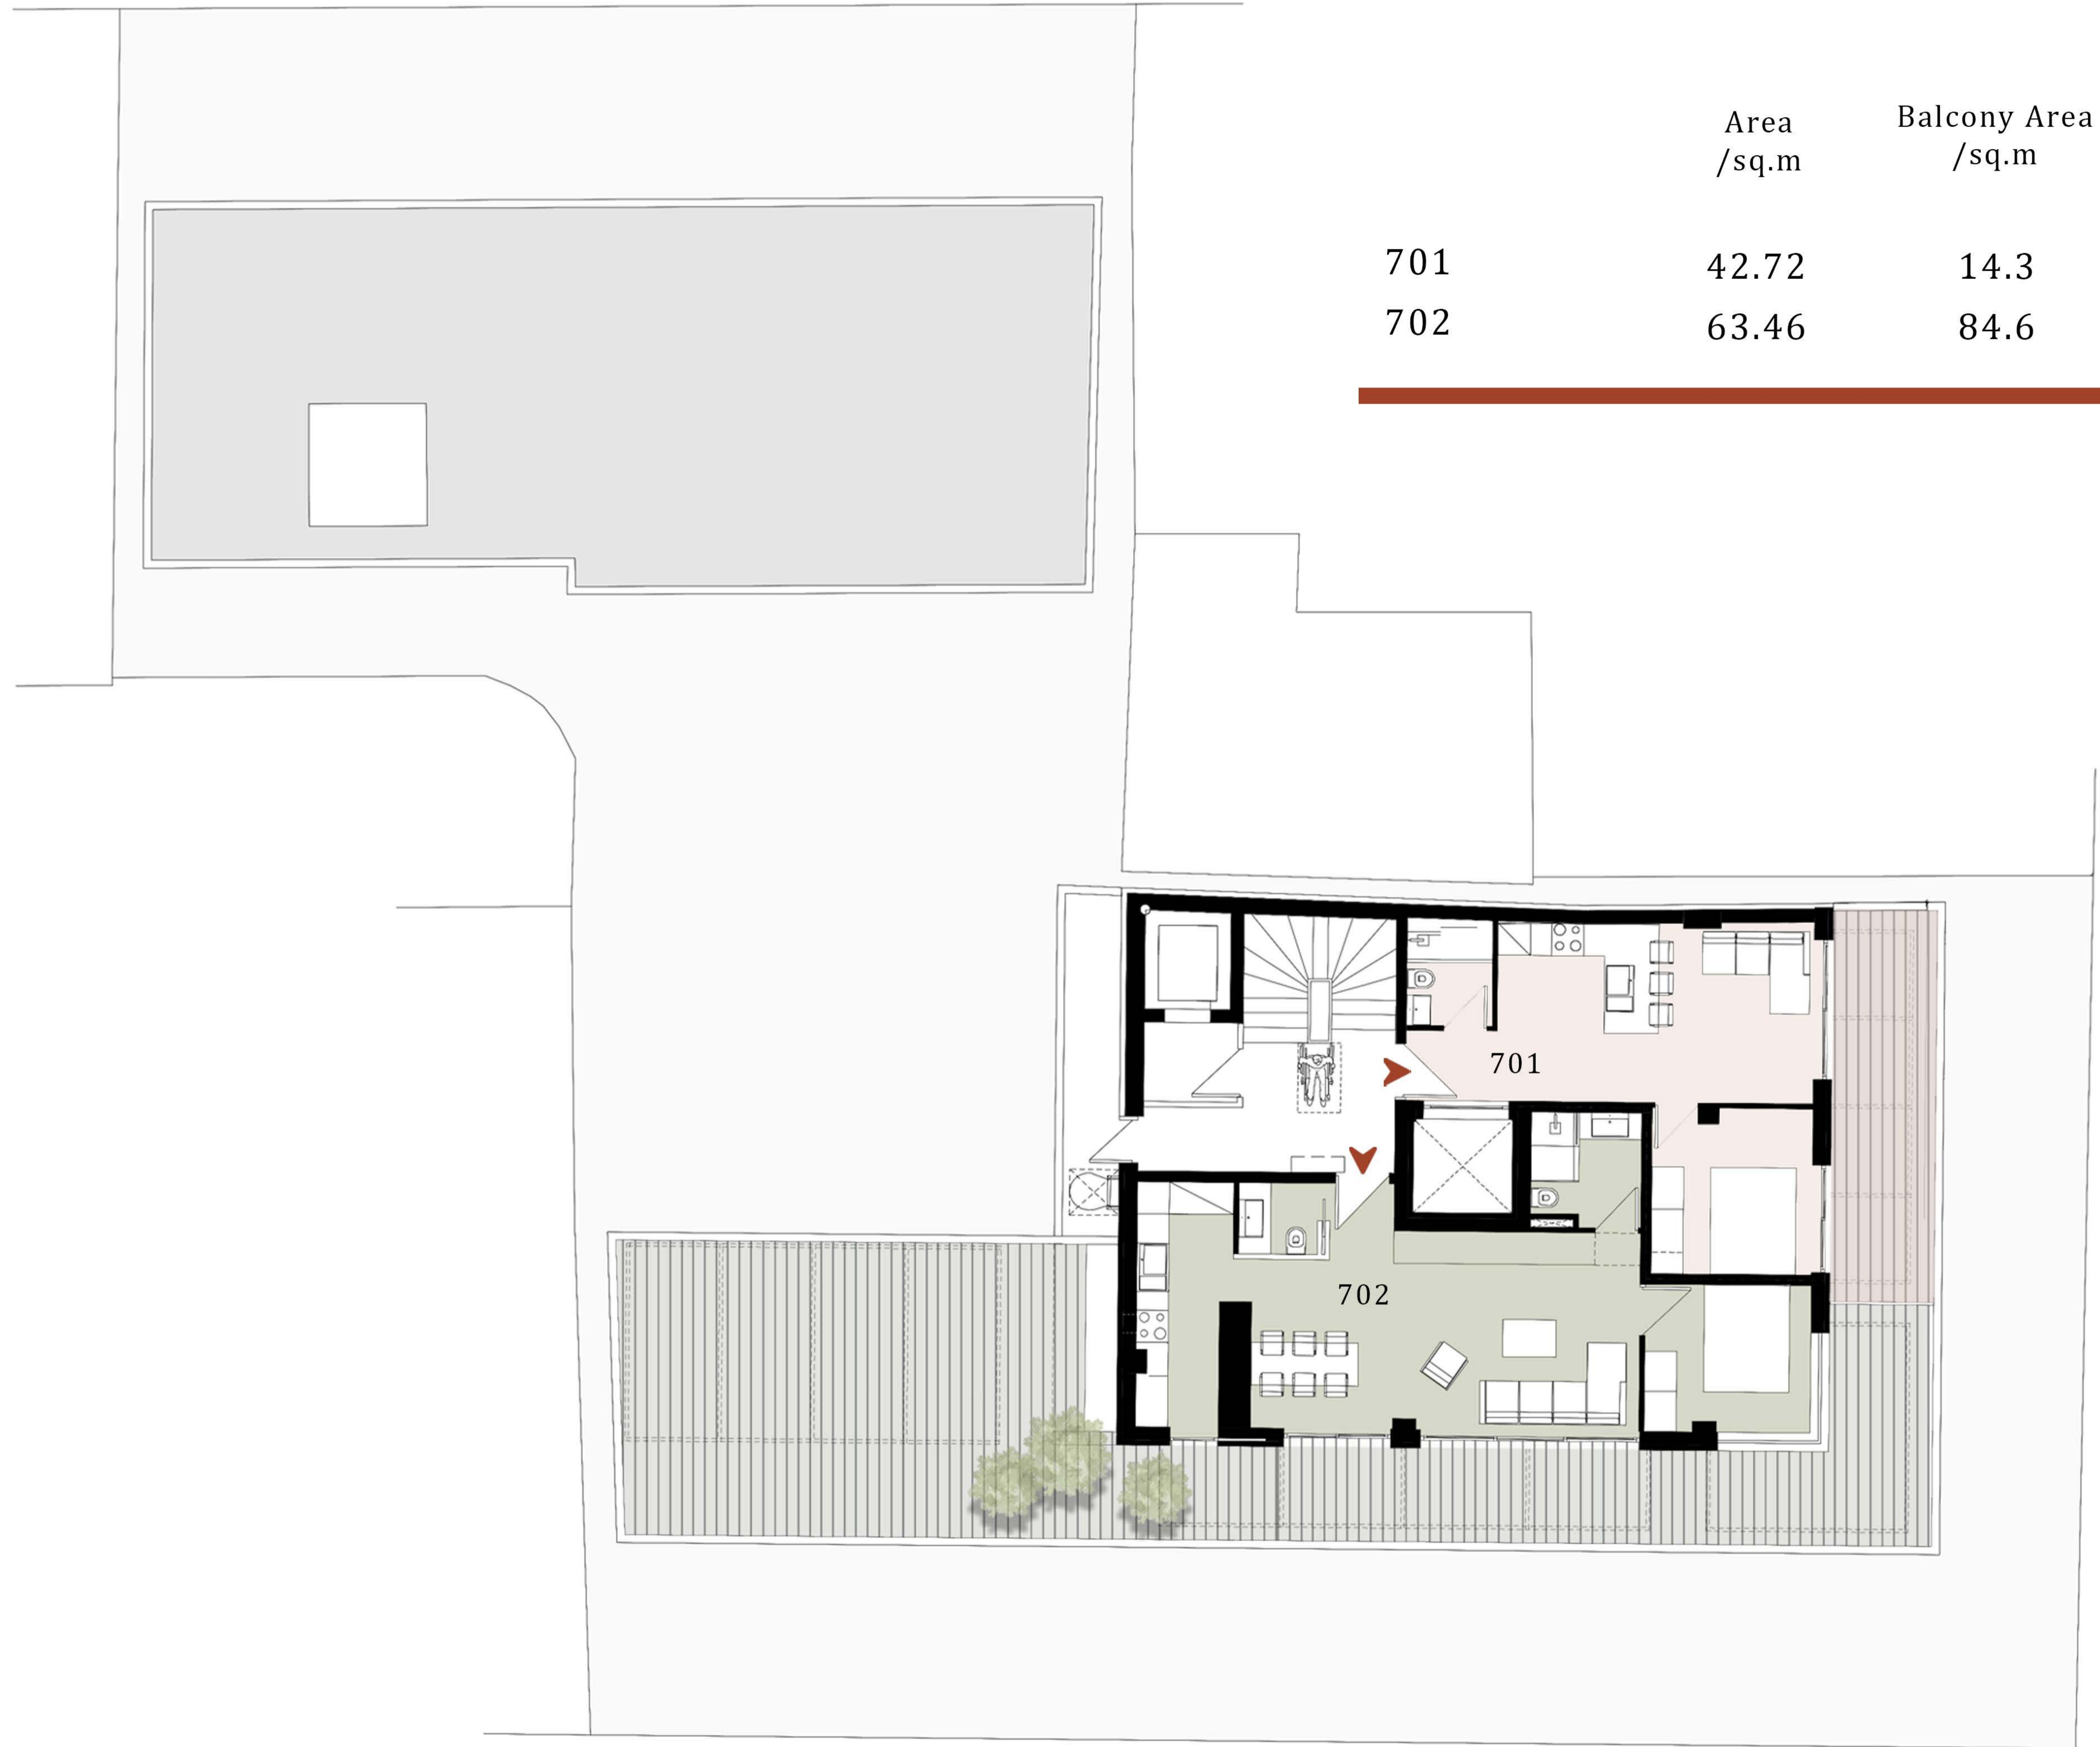 Area
/sq.m
Balcony Area
/sq.m
701 42.72 14.3
702 63.46 84.6
701
702